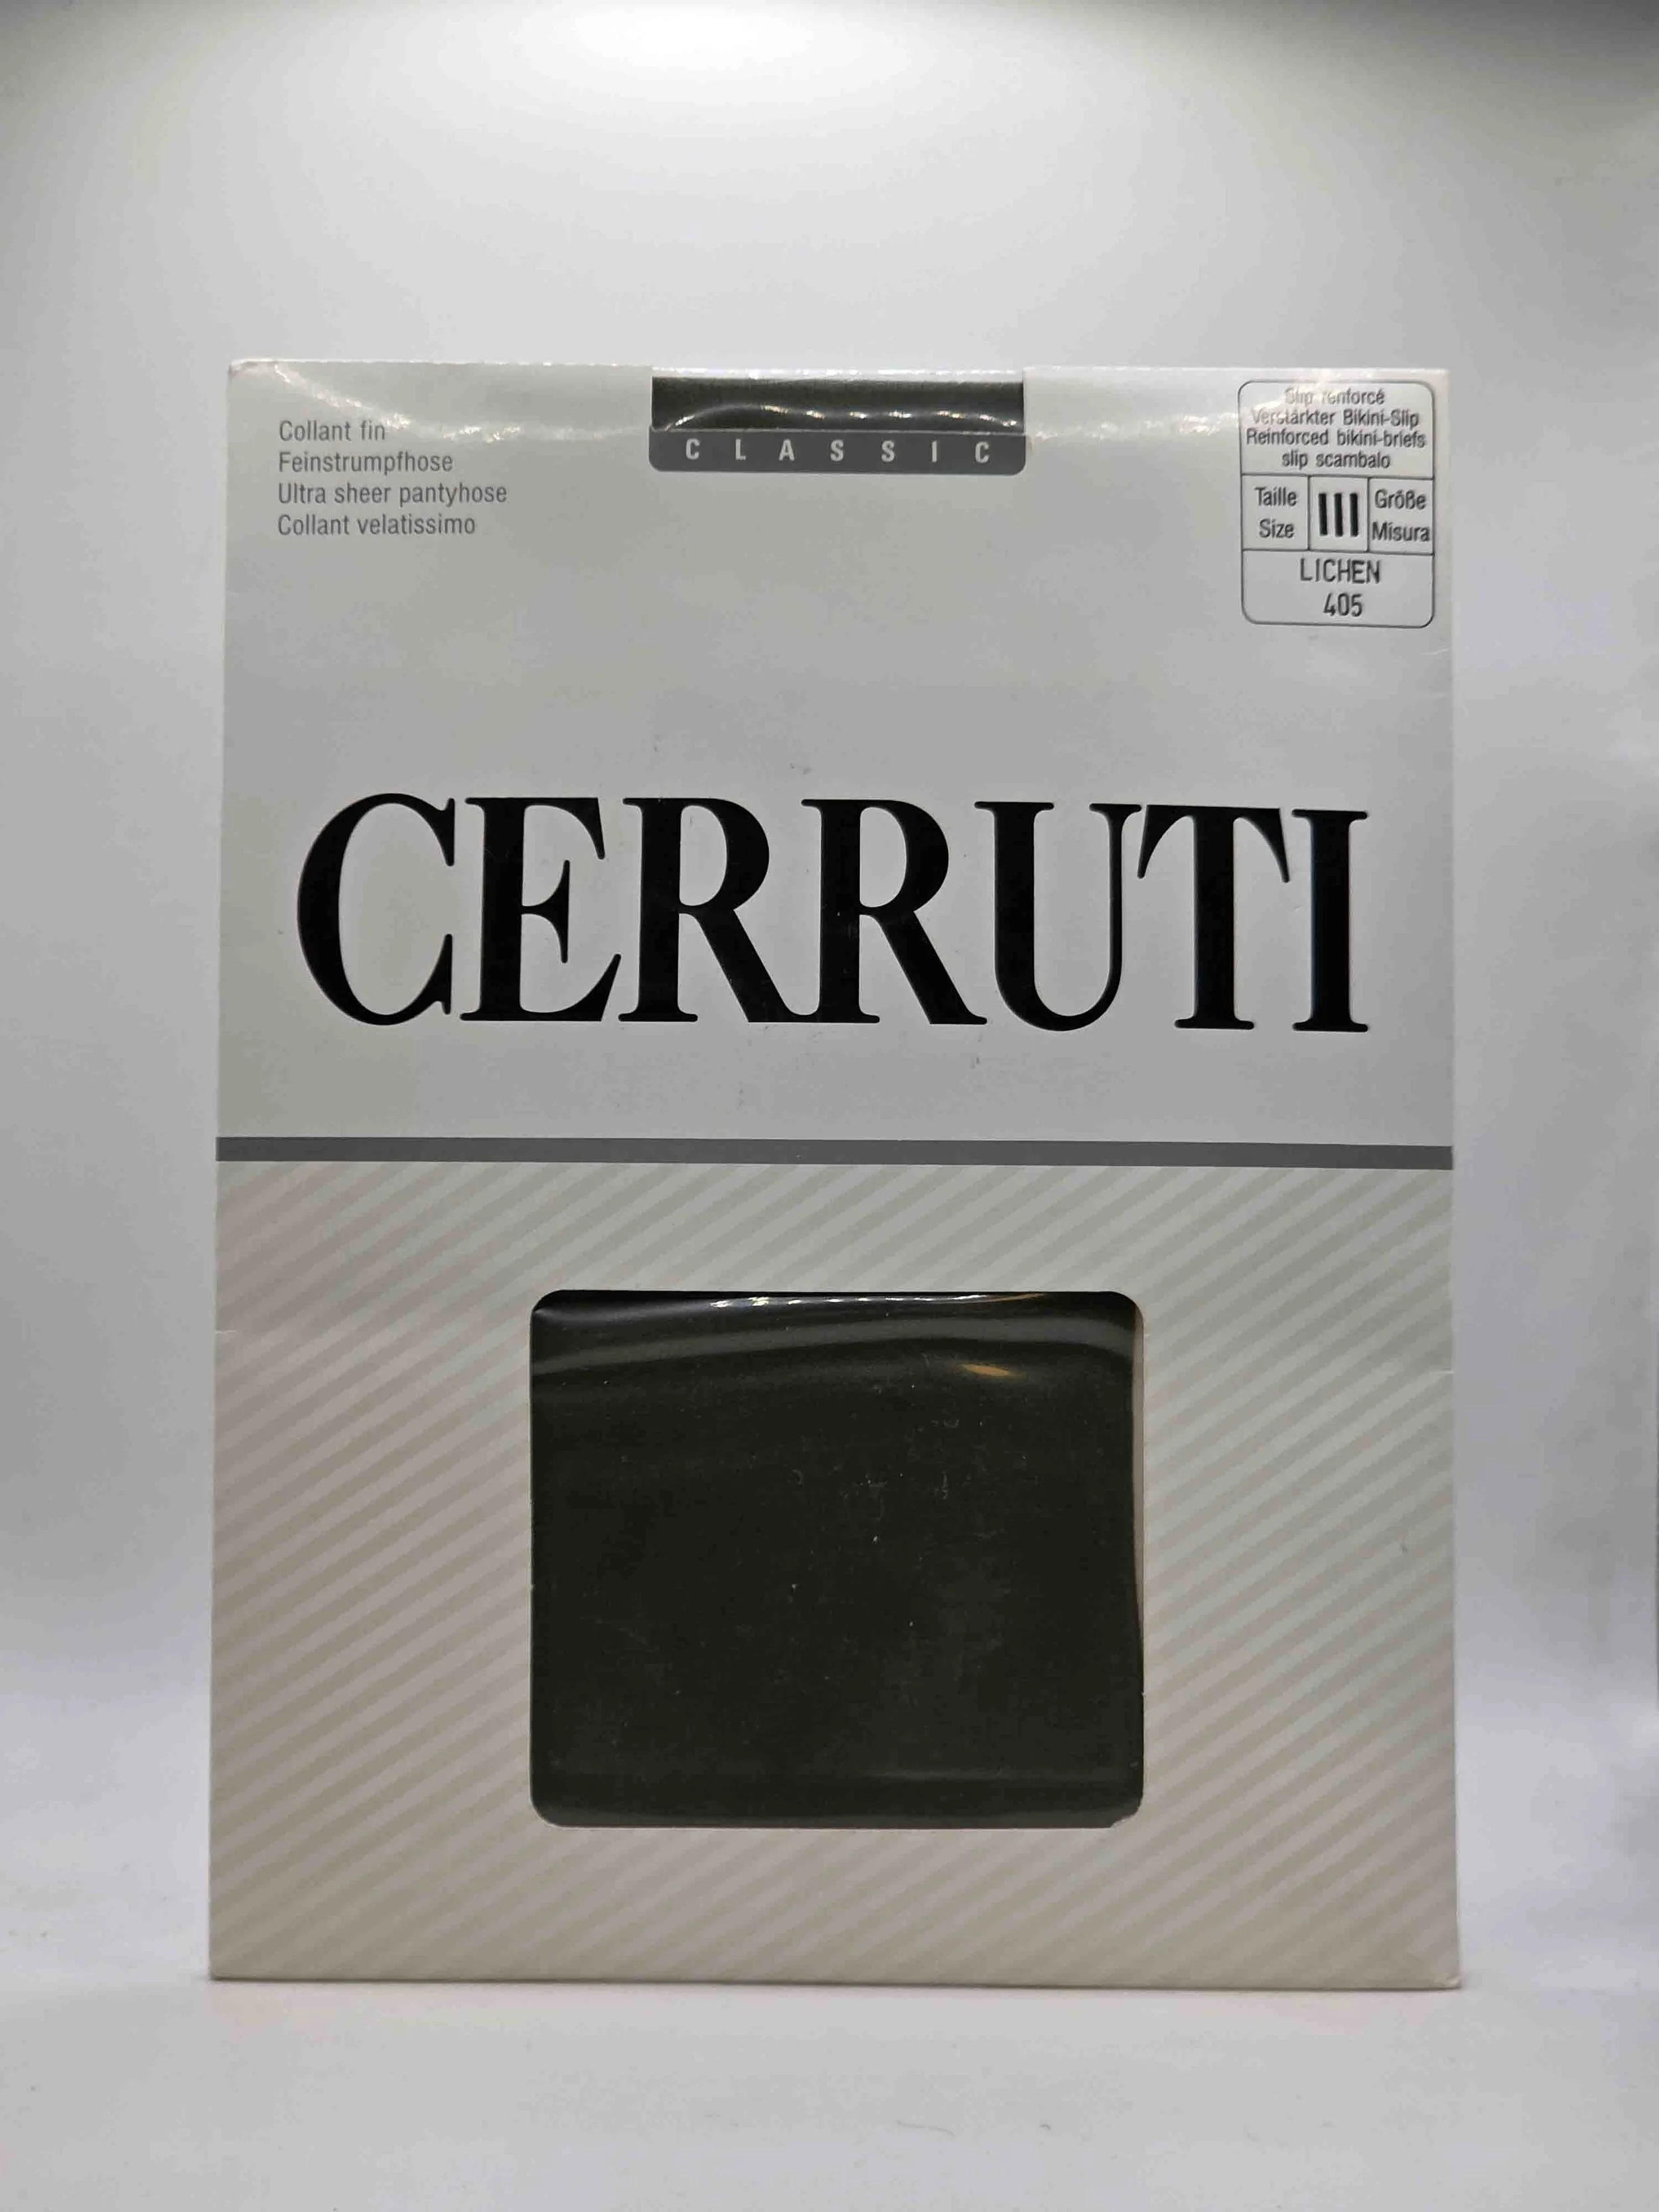 Collant fin
Feinstrumpfhose
Ultra sheer pantyhose
Collant velatissimo
CLASSIC
Slip renforcé
Verstärkter Bikini-Slip
Reinforced bikini-briefs
slip scambalo
Taille
Size
III
Größe
Misura
LICHEN
405
CERRUTI